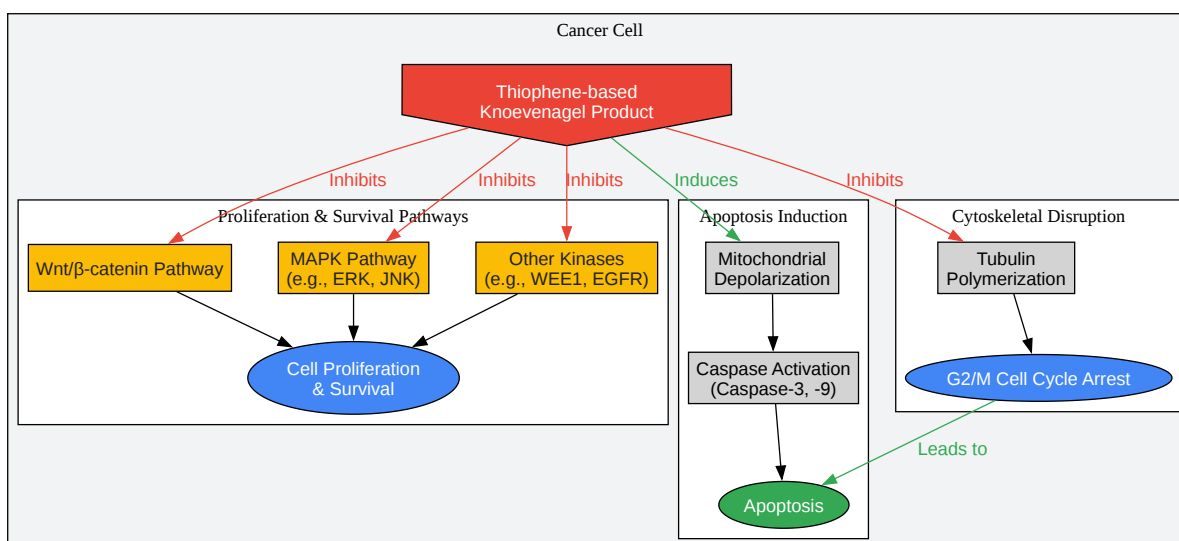 Cancer Cell
Thiophene-based
Knoevenagel Product
Inhibits
Inhibits
Inhibits
Induces
Inhibits
Proliferation & Survival Pathways
Apoptosis Induction
Cytoskeletal Disruption
Wnt/β-catenin Pathway
MAPK Pathway
(e.g., ERK, JNK)
Other Kinases
(e.g., WEE1, EGFR)
Mitochondrial
Depolarization
Tubulin
Polymerization
Cell Proliferation
& Survival
Caspase Activation
(Caspase-3, -9)
G2/M Cell Cycle Arrest
Leads to
Apoptosis